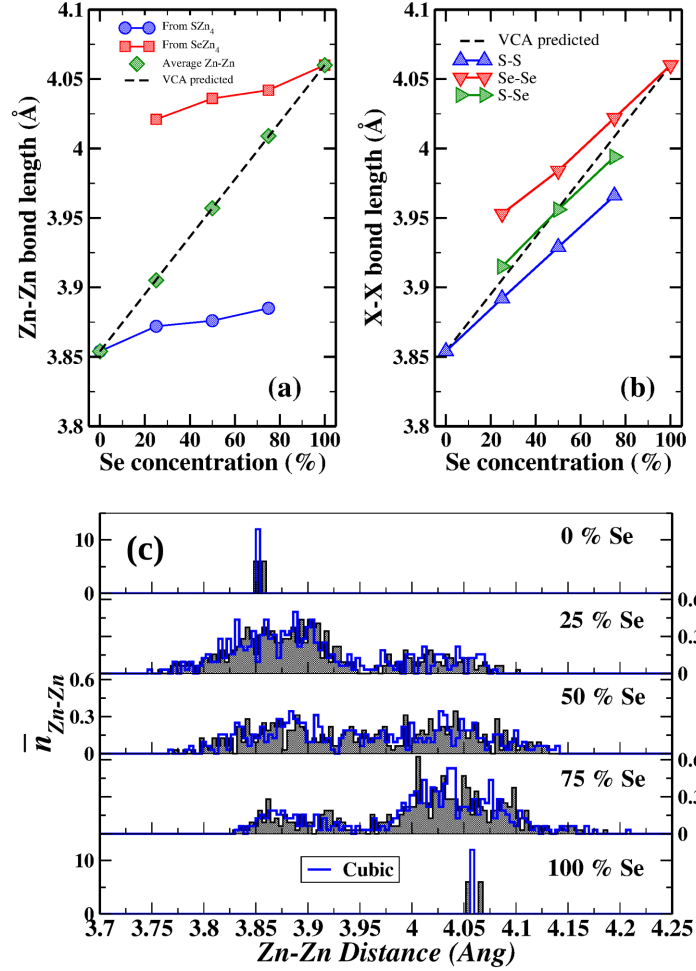 From SZn4
From SeZn4
Average Zn-Zn
VCA predicted
4.1
4.05
4
3.95
3.9
3.85
3.8
Zn-Zn bond length (Å)
(a)
0 20 40 60 80 100
Se concentration (%)
VCA predicted
S-S
Se-Se
S-Se
4.1
4.05
4
3.95
3.9
3.85
3.8
X-X bond length (Å)
(b)
0 20 40 60 80 100
Se concentration (%)
(c)
n Zn-Zn
10
0
0 % Se
0.6
0.3
0
25 % Se
0.6
0.3
0
50 % Se
0.6
0.3
0
75 % Se
10
0
Cubic
100 % Se
3.7 3.75 3.8 3.85 3.9 3.95 4 4.05 4.1 4.15 4.2 4.25
Zn-Zn Distance (Ang)